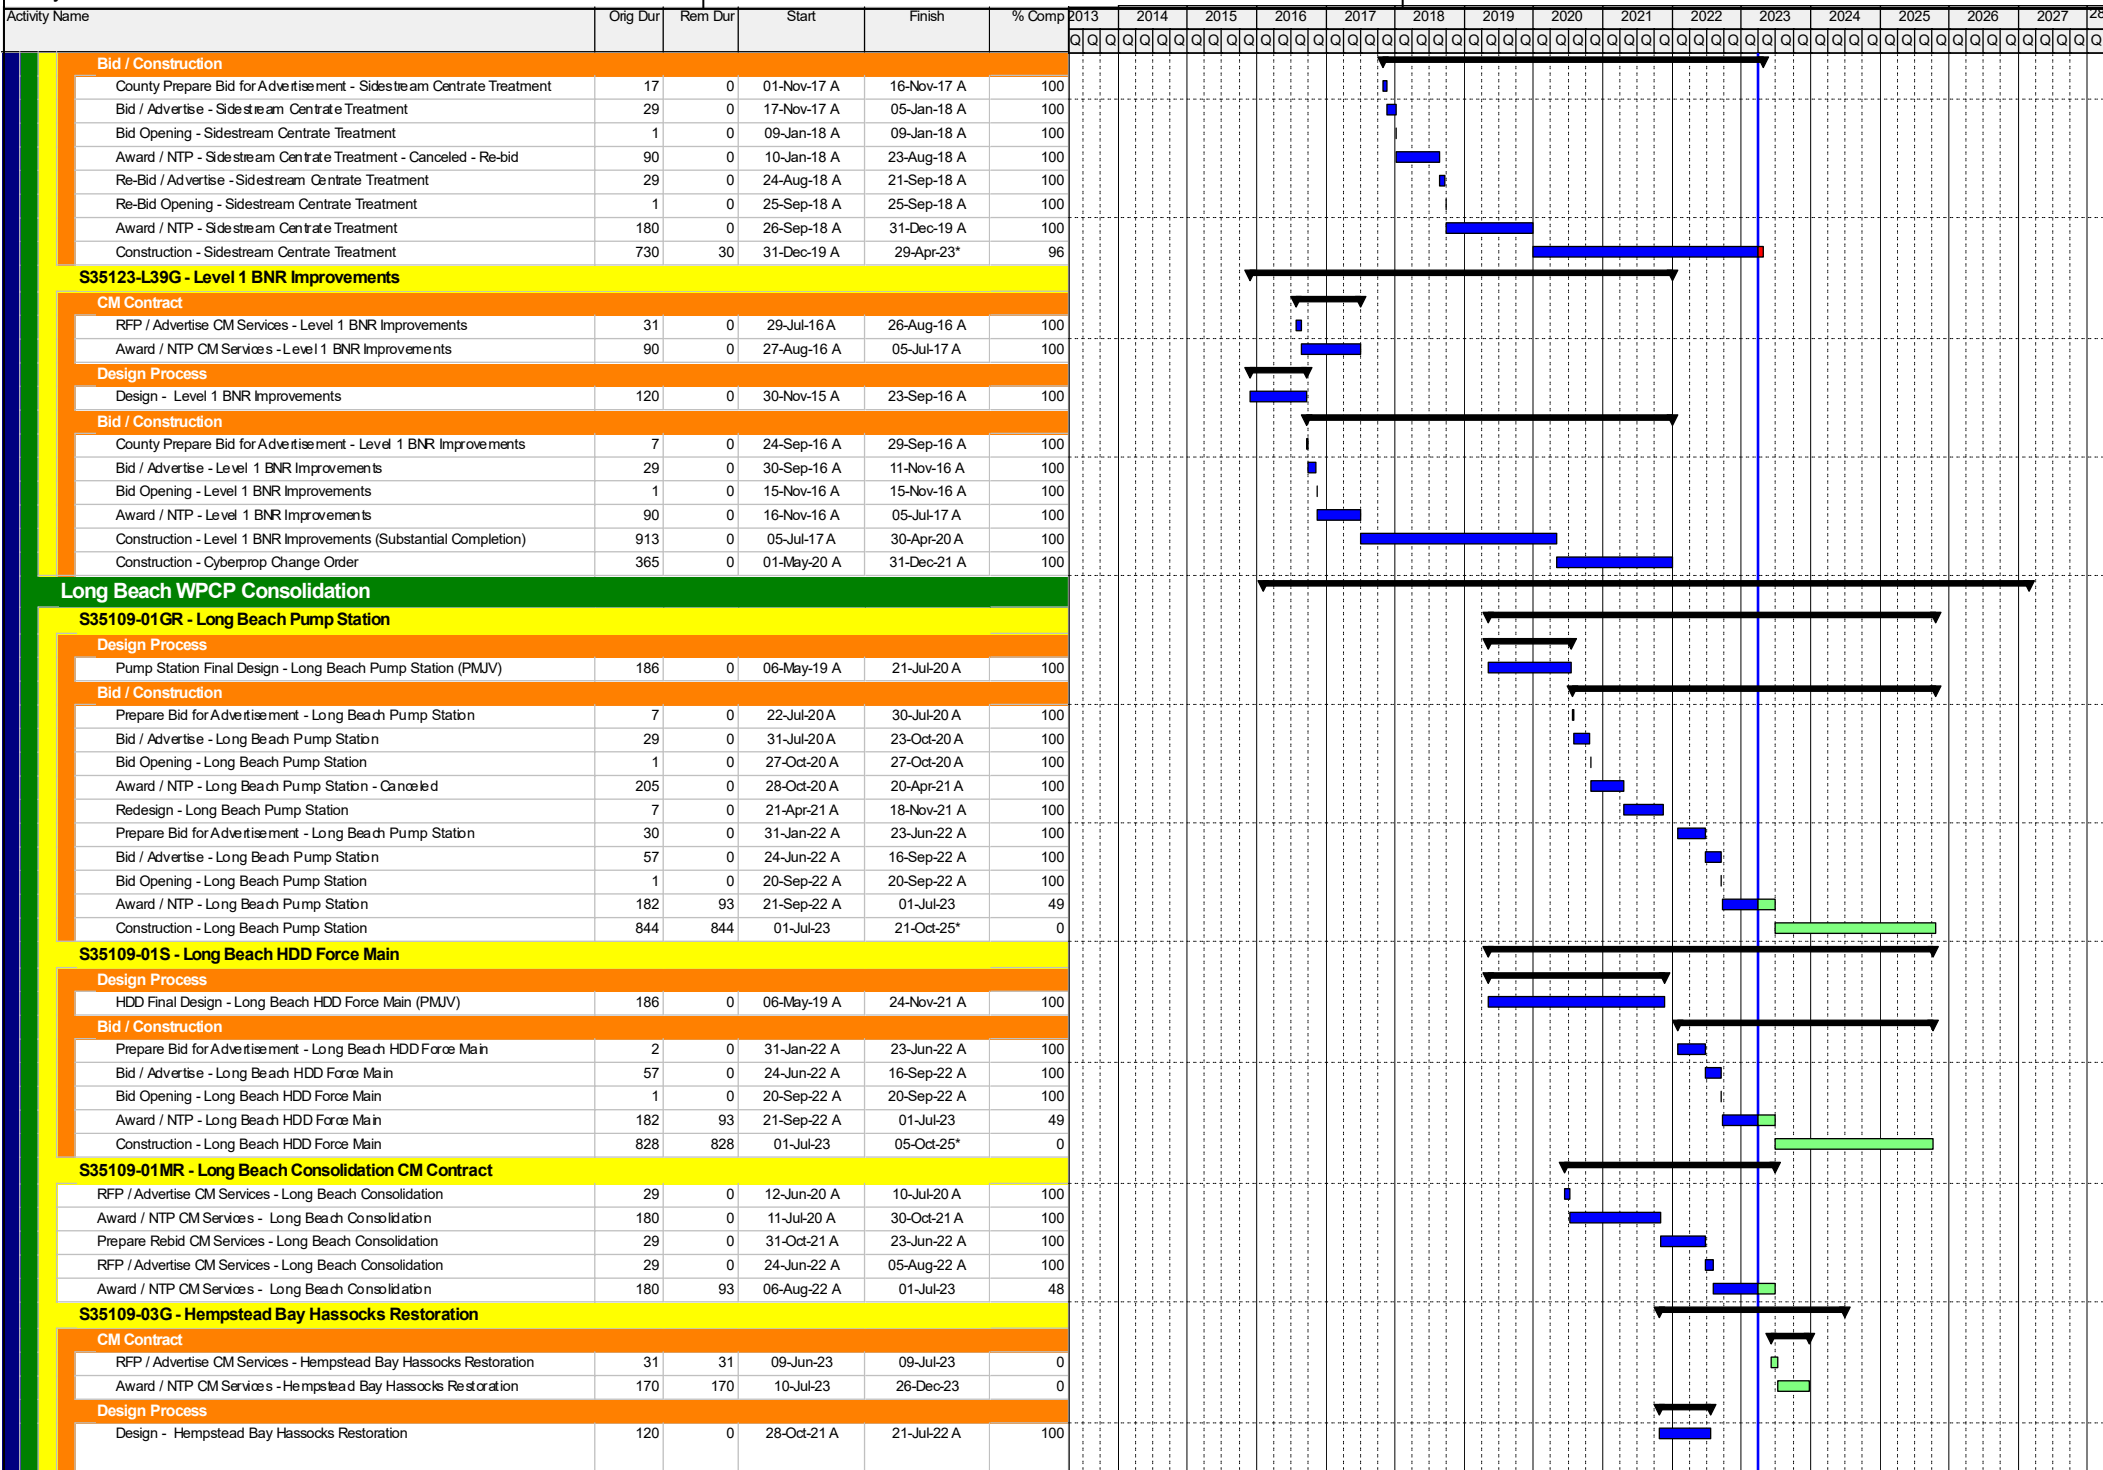 Activity Name Orig Dur Rem Dur Start Finish % Comp 2013 2014 2015 2016 2017 2018 2019 2020 2021 2022 2023 2024 2025 2026 2027
Q Q Q Q Q Q Q Q Q Q Q Q Q Q Q Q Q Q Q Q Q Q Q Q Q Q Q Q Q Q Q Q Q Q Q Q Q Q Q Q Q Q Q Q Q Q Q Q Q Q Q Q Q Q Q Q Q Q Q Q
Bid / Construction
County Prepare Bid for Advertisement - Sidestream Centrate Treatment 17 0 01-Nov-17 A 16-Nov-17 A 100
Bid / Advertise - Sidestream Centrate Treatment 29 0 17-Nov-17 A 05-Jan-18 A 100
Bid Opening - Sidestream Centrate Treatment 1 0 09-Jan-18 A 09-Jan-18 A 100
Award / NTP - Sidestream Centrate Treatment - Canceled - Re-bid 90 0 10-Jan-18 A 23-Aug-18 A 100
Re-Bid / Advertise - Sidestream Centrate Treatment 29 0 24-Aug-18 A 21-Sep-18 A 100
Re-Bid Opening - Sidestream Centrate Treatment 1 0 25-Sep-18 A 25-Sep-18 A 100
Award / NTP - Sidestream Centrate Treatment 180 0 26-Sep-18 A 31-Dec-19 A 100
Construction - Sidestream Centrate Treatment 730 30 31-Dec-19 A 29-Apr-23* 96
S35123-L39G - Level 1 BNR Improvements
CM Contract
RFP / Advertise CM Services - Level 1 BNR Improvements 31 0 29-Jul-16 A 26-Aug-16 A 100
Award / NTP CM Services - Level 1 BNR Improvements 90 0 27-Aug-16 A 05-Jul-17 A 100
Design Process
Design - Level 1 BNR Improvements 120 0 30-Nov-15 A 23-Sep-16 A 100
Bid / Construction
County Prepare Bid for Advertisement - Level 1 BNR Improvements 7 0 24-Sep-16 A 29-Sep-16 A 100
Bid / Advertise - Level 1 BNR Improvements 29 0 30-Sep-16 A 11-Nov-16 A 100
Bid Opening - Level 1 BNR Improvements 1 0 15-Nov-16 A 15-Nov-16 A 100
Award / NTP - Level 1 BNR Improvements 90 0 16-Nov-16 A 05-Jul-17 A 100
Construction - Level 1 BNR Improvements (Substantial Completion) 913 0 05-Jul-17 A 30-Apr-20 A 100
Construction - Cyberprop Change Order 365 0 01-May-20 A 31-Dec-21 A 100
Long Beach WPCP Consolidation
S35109-01GR - Long Beach Pump Station
Design Process
Pump Station Final Design - Long Beach Pump Station (PMJV) 186 0 06-May-19 A 21-Jul-20 A 100
Bid / Construction
Prepare Bid for Advertisement - Long Beach Pump Station 7 0 22-Jul-20 A 30-Jul-20 A 100
Bid / Advertise - Long Beach Pump Station 29 0 31-Jul-20 A 23-Oct-20 A 100
Bid Opening - Long Beach Pump Station 1 0 27-Oct-20 A 27-Oct-20 A 100
Award / NTP - Long Beach Pump Station - Canceled 205 0 28-Oct-20 A 20-Apr-21 A 100
Redesign - Long Beach Pump Station 7 0 21-Apr-21 A 18-Nov-21 A 100
Prepare Bid for Advertisement - Long Beach Pump Station 30 0 31-Jan-22 A 23-Jun-22 A 100
Bid / Advertise - Long Beach Pump Station 57 0 24-Jun-22 A 16-Sep-22 A 100
Bid Opening - Long Beach Pump Station 1 0 20-Sep-22 A 20-Sep-22 A 100
Award / NTP - Long Beach Pump Station 182 93 21-Sep-22 A 01-Jul-23 49
Construction - Long Beach Pump Station 844 844 01-Jul-23 21-Oct-25* 0
S35109-01S - Long Beach HDD Force Main
Design Process
HDD Final Design - Long Beach HDD Force Main (PMJV) 186 0 06-May-19 A 24-Nov-21 A 100
Bid / Construction
Prepare Bid for Advertisement - Long Beach HDD Force Main 2 0 31-Jan-22 A 23-Jun-22 A 100
Bid / Advertise - Long Beach HDD Force Main 57 0 24-Jun-22 A 16-Sep-22 A 100
Bid Opening - Long Beach HDD Force Main 1 0 20-Sep-22 A 20-Sep-22 A 100
Award / NTP - Long Beach HDD Force Main 182 93 21-Sep-22 A 01-Jul-23 49
Construction - Long Beach HDD Force Main 828 828 01-Jul-23 05-Oct-25* 0
S35109-01MR - Long Beach Consolidation CM Contract
RFP / Advertise CM Services - Long Beach Consolidation 29 0 12-Jun-20 A 10-Jul-20 A 100
Award / NTP CM Services - Long Beach Consolidation 180 0 11-Jul-20 A 30-Oct-21 A 100
Prepare Rebid CM Services - Long Beach Consolidation 29 0 31-Oct-21 A 23-Jun-22 A 100
RFP / Advertise CM Services - Long Beach Consolidation 29 0 24-Jun-22 A 05-Aug-22 A 100
Award / NTP CM Services - Long Beach Consolidation 180 93 06-Aug-22 A 01-Jul-23 48
S35109-03G - Hempstead Bay Hassocks Restoration
CM Contract
RFP / Advertise CM Services - Hempstead Bay Hassocks Restoration 31 31 09-Jun-23 09-Jul-23 0
Award / NTP CM Services - Hempstead Bay Hassocks Restoration 170 170 10-Jul-23 26-Dec-23 0
Design Process
Design - Hempstead Bay Hassocks Restoration 120 0 28-Oct-21 A 21-Jul-22 A 100